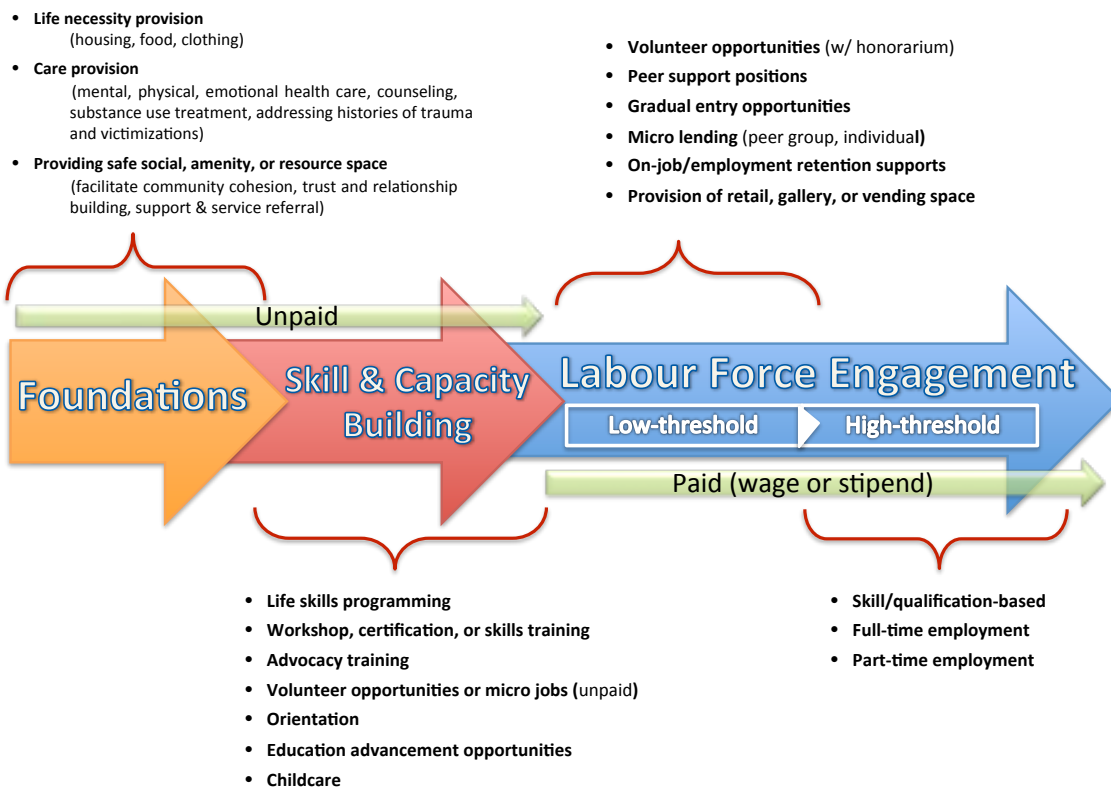 • Life necessity provision
(housing, food, clothing)
• Care provision
(mental, physical, emotional health care, counseling,
substance use treatment, addressing histories of trauma
and victimizations)
• Providing safe social, amenity, or resource space
(facilitate community cohesion, trust and relationship
building, support & service referral)
• Volunteer opportunities (w/ honorarium)
• Peer support positions
• Gradual entry opportunities
• Micro lending (peer group, individual)
• On-job/employment retention supports
• Provision of retail, gallery, or vending space
Unpaid
Foundations
Skill & Capacity
Building
Labour Force Engagement
Low-threshold
High-threshold
Paid (wage or stipend)
• Life skills programming
• Workshop, certification, or skills training
• Advocacy training
• Volunteer opportunities or micro jobs (unpaid)
• Orientation
• Education advancement opportunities
• Childcare
• Skill/qualification-based
• Full-time employment
• Part-time employment